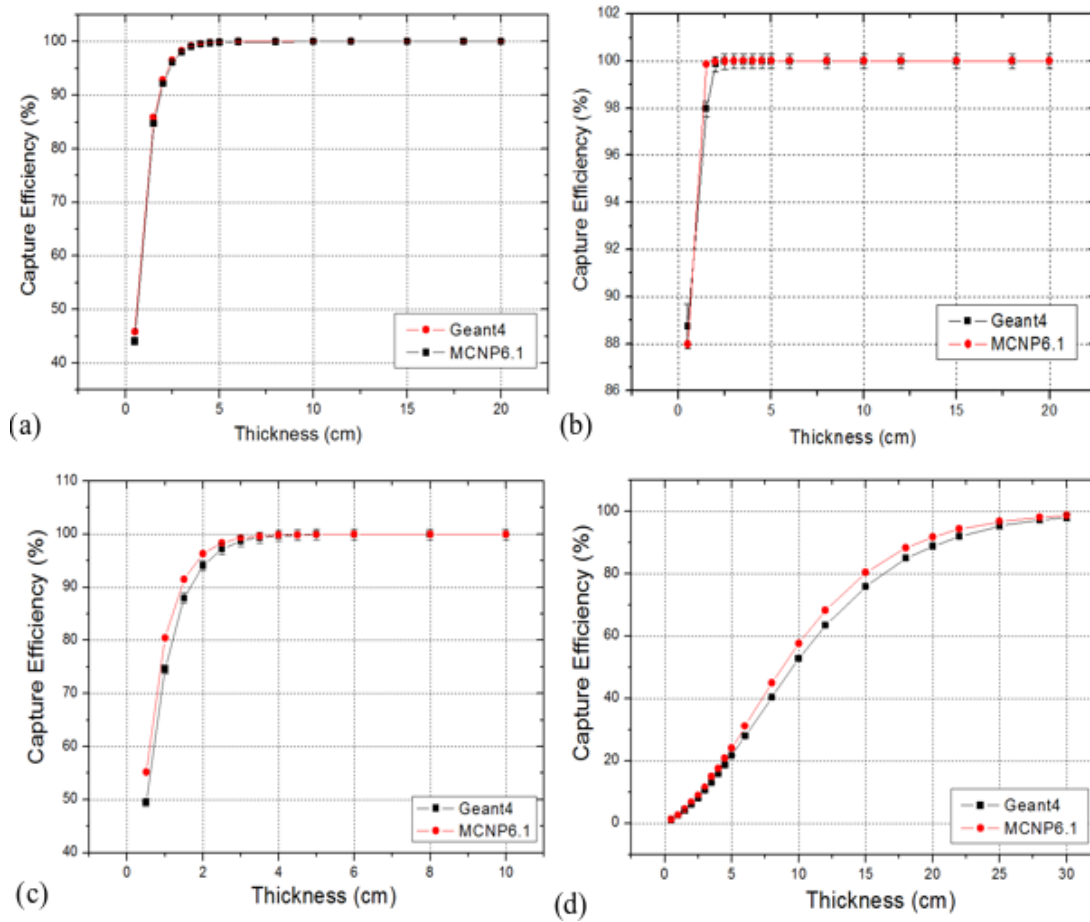 100
90
80
70
60
50
40
Capture Efficiency (%)
Geant4
MCNP6.1
0 5 10 15 20
Thickness (cm)
(a)
102
100
98
96
94
92
90
88
86
Capture Efficiency (%)
Geant4
MCNP6.1
0 5 10 15 20
Thickness (cm)
(b)
110
100
90
80
70
60
50
40
Capture Efficiency (%)
Geant4
MCNP6.1
0 2 4 6 8 10
Thickness (cm)
(c)
100
80
60
40
20
0
Capture Efficiency (%)
Geant4
MCNP6.1
0 5 10 15 20 25 30
Thickness (cm)
(d)